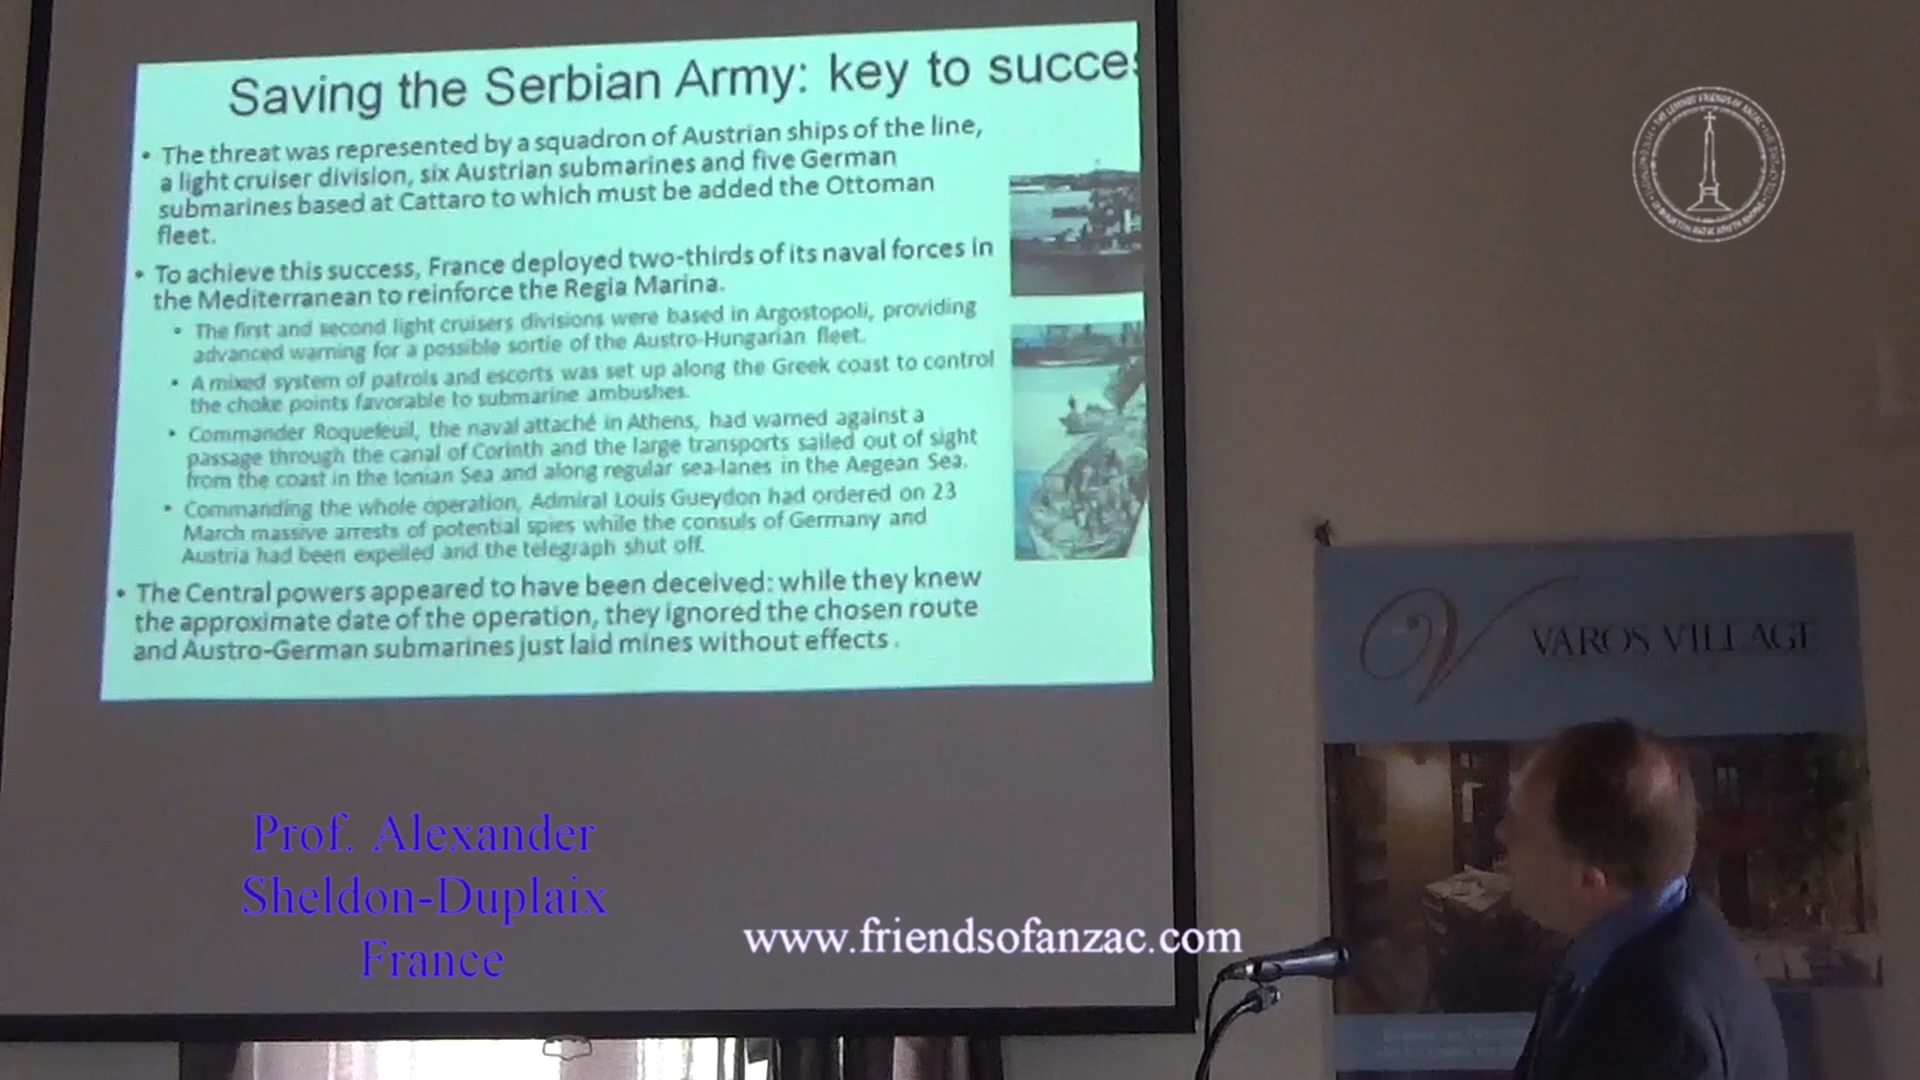 Saving the Serbian Army: key to succes
• The threat was represented by a squadron of Austrian ships of the line,
a light cruiser division, six Austrian submarines and five German
submarines based at Cattaro to which must be added the Ottoman
fleet.
• To achieve this success, France deployed two-thirds of its naval forces in
the Mediterranean to reinforce the Regia Marina.
• The first and second light cruisers divisions were based in Argostopoli, providing
advanced warning for a possible sortie of the Austro-Hungarian fleet.
• A mixed system of patrols and escorts was set up along the Greek coast to control
the choke points favorable to submarine ambushes.
• Commander Roquefeuil, the naval attaché in Athens, had warned against a
passage through the canal of Corinth and the large transports sailed out of sight
from the coast in the Ionian Sea and along regular sea-lanes in the Aegean Sea.
• Commanding the whole operation, Admiral Louis Gueydon had ordered on 23
March massive arrests of potential spies while the consuls of Germany and
Austria had been expelled and the telegraph shut off.
• The Central powers appeared to have been deceived: while they knew
the approximate date of the operation, they ignored the chosen route
and Austro-German submarines just laid mines without effects .
VAROS VILLAGE
Prof. Alexander
Sheldon-Duplaix
France
www.friendsofanzac.com